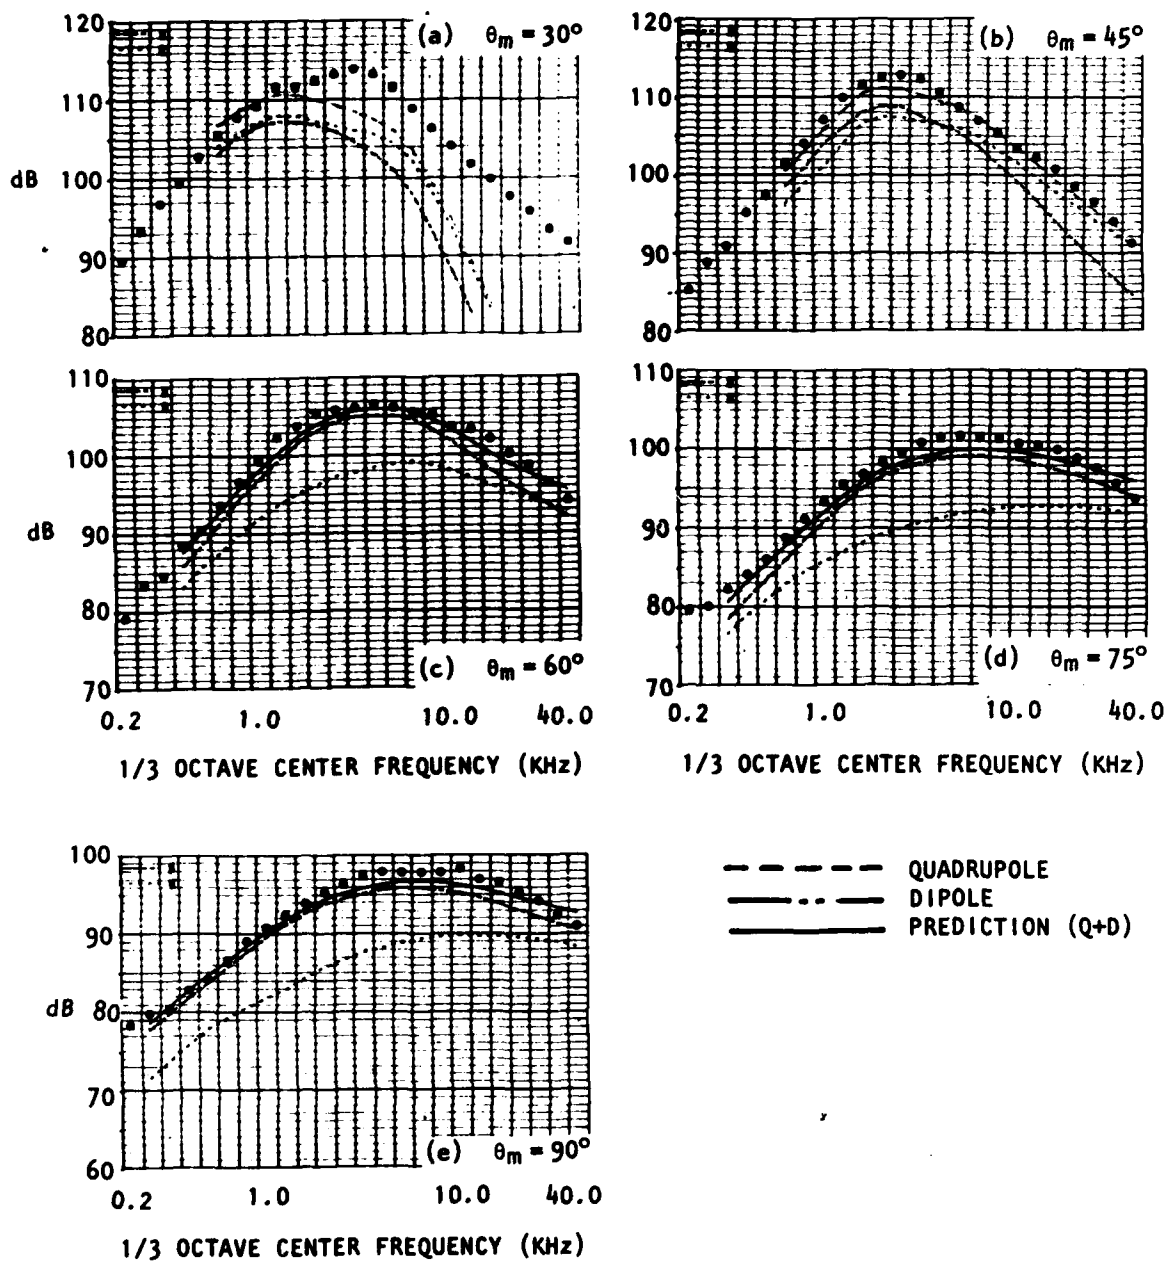 120
110
100
90
80
dB
(a) θm = 30°
120
110
100
90
80
(b) θm = 45°
110
100
90
80
70
dB
(c) θm = 60°
0.2 1.0 10.0 40.0
1/3 OCTAVE CENTER FREQUENCY (KHz)
110
100
90
80
70
(d) θm = 75°
0.2 1.0 10.0 40.0
1/3 OCTAVE CENTER FREQUENCY (KHz)
100
90
80
70
60
dB
(e) θm = 90°
0.2 1.0 10.0 40.0
1/3 OCTAVE CENTER FREQUENCY (KHz)
QUADRUPOLE
DIPOLE
PREDICTION (Q+D)